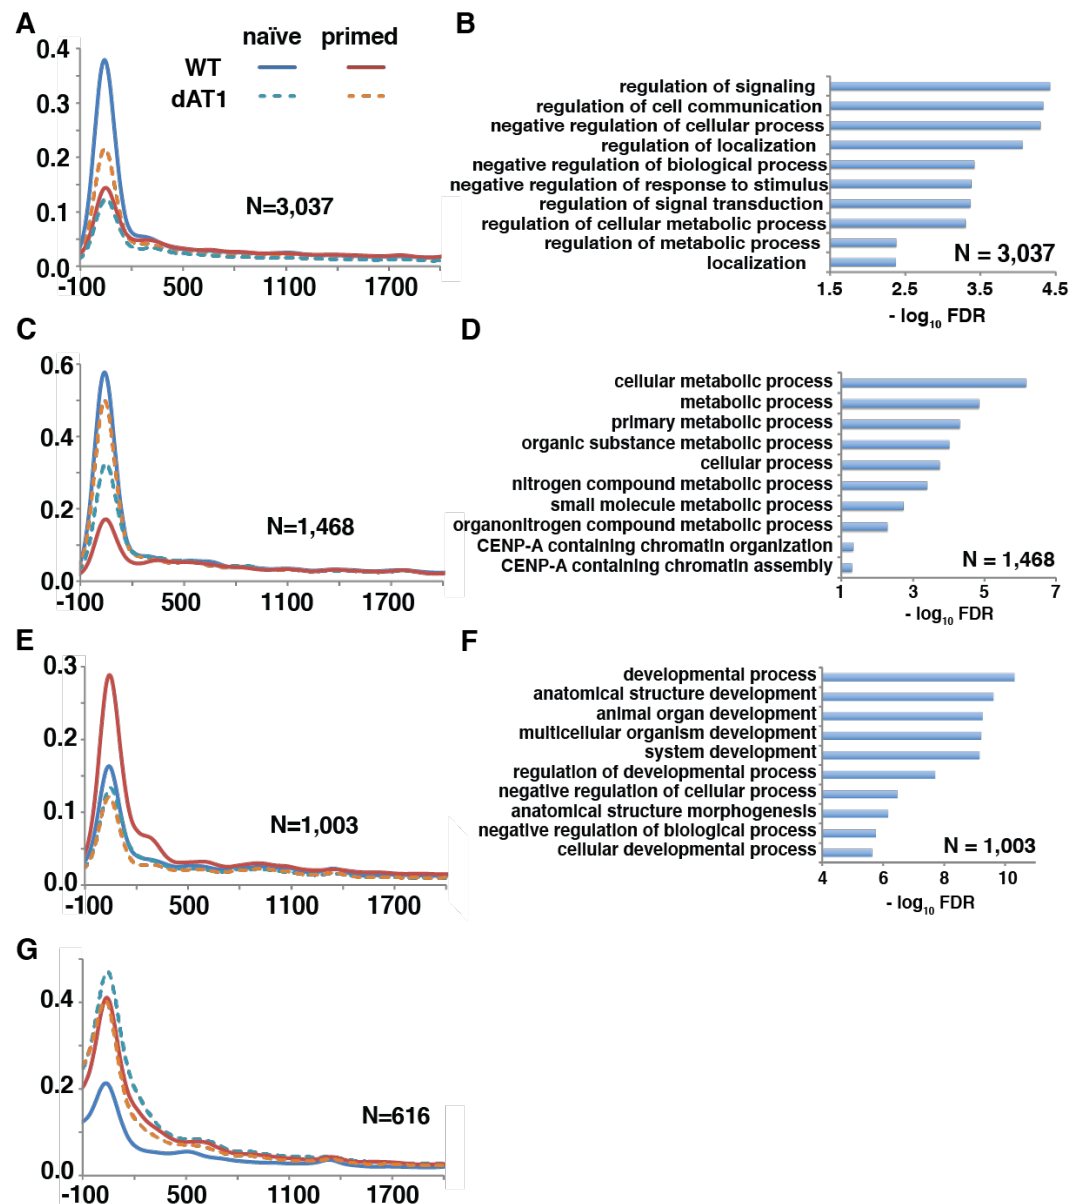 A
naïve primed
WT
dAT1
0.4
0.3
0.2
0.1
0.0
N=3,037
-100 500 1100 1700
B
regulation of signaling
regulation of cell communication
negative regulation of cellular process
regulation of localization
negative regulation of biological process
negative regulation of response to stimulus
regulation of signal transduction
regulation of cellular metabolic process
regulation of metabolic process
localization
N = 3,037
1.5 2.5 3.5 4.5
- log10 FDR
C
0.6
0.4
0.2
0.0
N=1,468
-100 500 1100 1700
D
cellular metabolic process
metabolic process
primary metabolic process
organic substance metabolic process
cellular process
nitrogen compound metabolic process
small molecule metabolic process
organonitrogen compound metabolic process
CENP-A containing chromatin organization
CENP-A containing chromatin assembly
N = 1,468
1 3 5 7
- log10 FDR
E
0.3
0.2
0.1
0.0
N=1,003
-100 500 1100 1700
F
developmental process
anatomical structure development
animal organ development
multicellular organism development
system development
regulation of developmental process
negative regulation of cellular process
anatomical structure morphogenesis
negative regulation of biological process
cellular developmental process
N = 1,003
4 6 8 10
- log10 FDR
G
0.4
0.2
0.0
N=616
-100 500 1100 1700